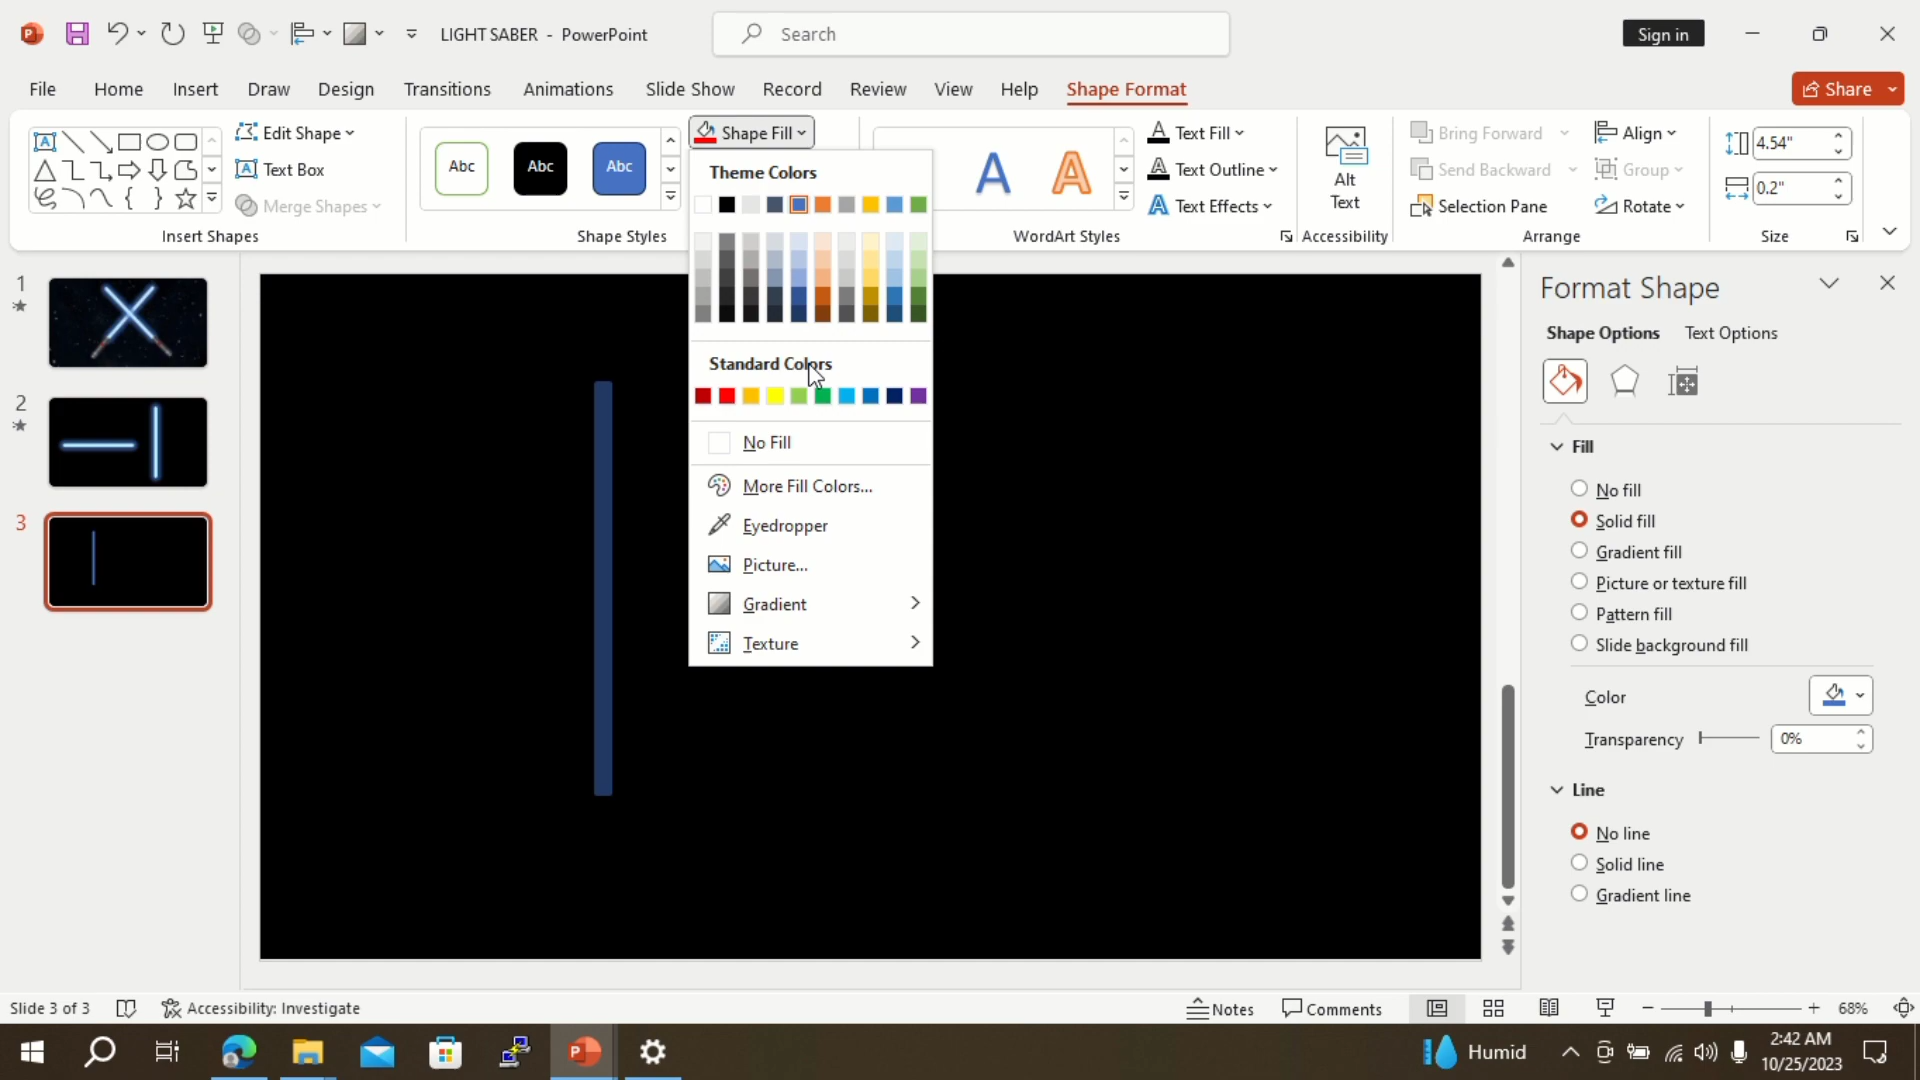 LIGHT SABER - PowerPoint
Search
Sign in
File Home Insert Draw Design Transitions Animations Slide Show Record Review View Help Shape Format
Share
Edit Shape
Text Box
Merge Shapes
Insert Shapes
Abc Abc Abc
Shape Styles
Shape Fill
A A
WordArt Styles
Text Fill
Text Outline
Text Effects
Alt
Text
Accessibility
Bring Forward
Send Backward
Selection Pane
Align
Group
Rotate
Arrange
4.54"
0.2"
Size
Theme Colors
Standard Colors
No Fill
More Fill Colors...
Eyedropper
Picture...
Gradient
Texture
1
2
3
Format Shape
Shape Options Text Options
Fill
No fill
Solid fill
Gradient fill
Picture or texture fill
Pattern fill
Slide background fill
Color
Transparency 0%
Line
No line
Solid line
Gradient line
Slide 3 of 3
Accessibility: Investigate
Notes
Comments
68%
Humid
2:42 AM
10/25/2023